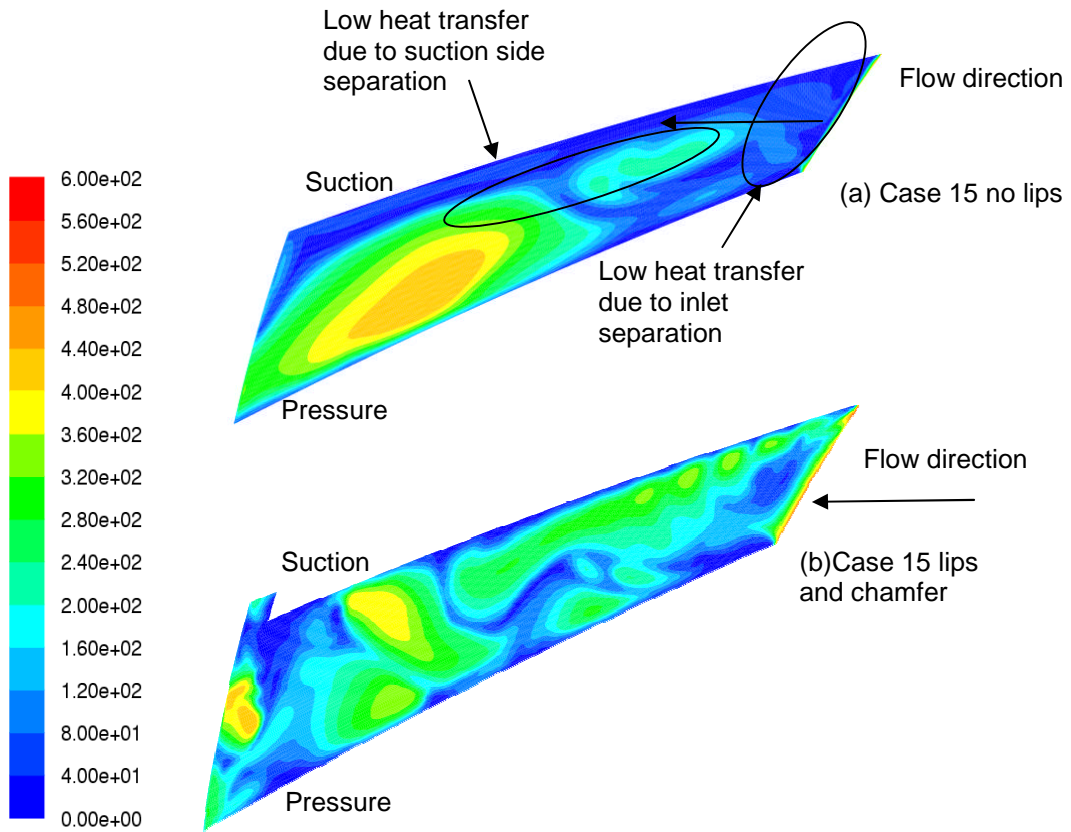 Low heat transfer
due to suction side
separation
Flow direction
Suction
(a) Case 15 no lips
Low heat transfer
due to inlet
separation
Pressure
6.00e+02
5.60e+02
5.20e+02
4.80e+02
4.40e+02
4.00e+02
3.60e+02
3.20e+02
2.80e+02
2.40e+02
2.00e+02
1.60e+02
1.20e+02
8.00e+01
4.00e+01
0.00e+00
Flow direction
Suction
(b)Case 15 lips
and chamfer
Pressure